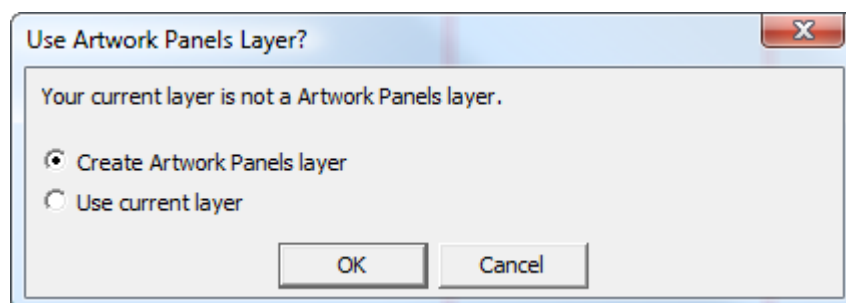 Use Artwork Panels Layer?
Your current layer is not a Artwork Panels layer.
Create Artwork Panels layer
Use current layer
OK Cancel